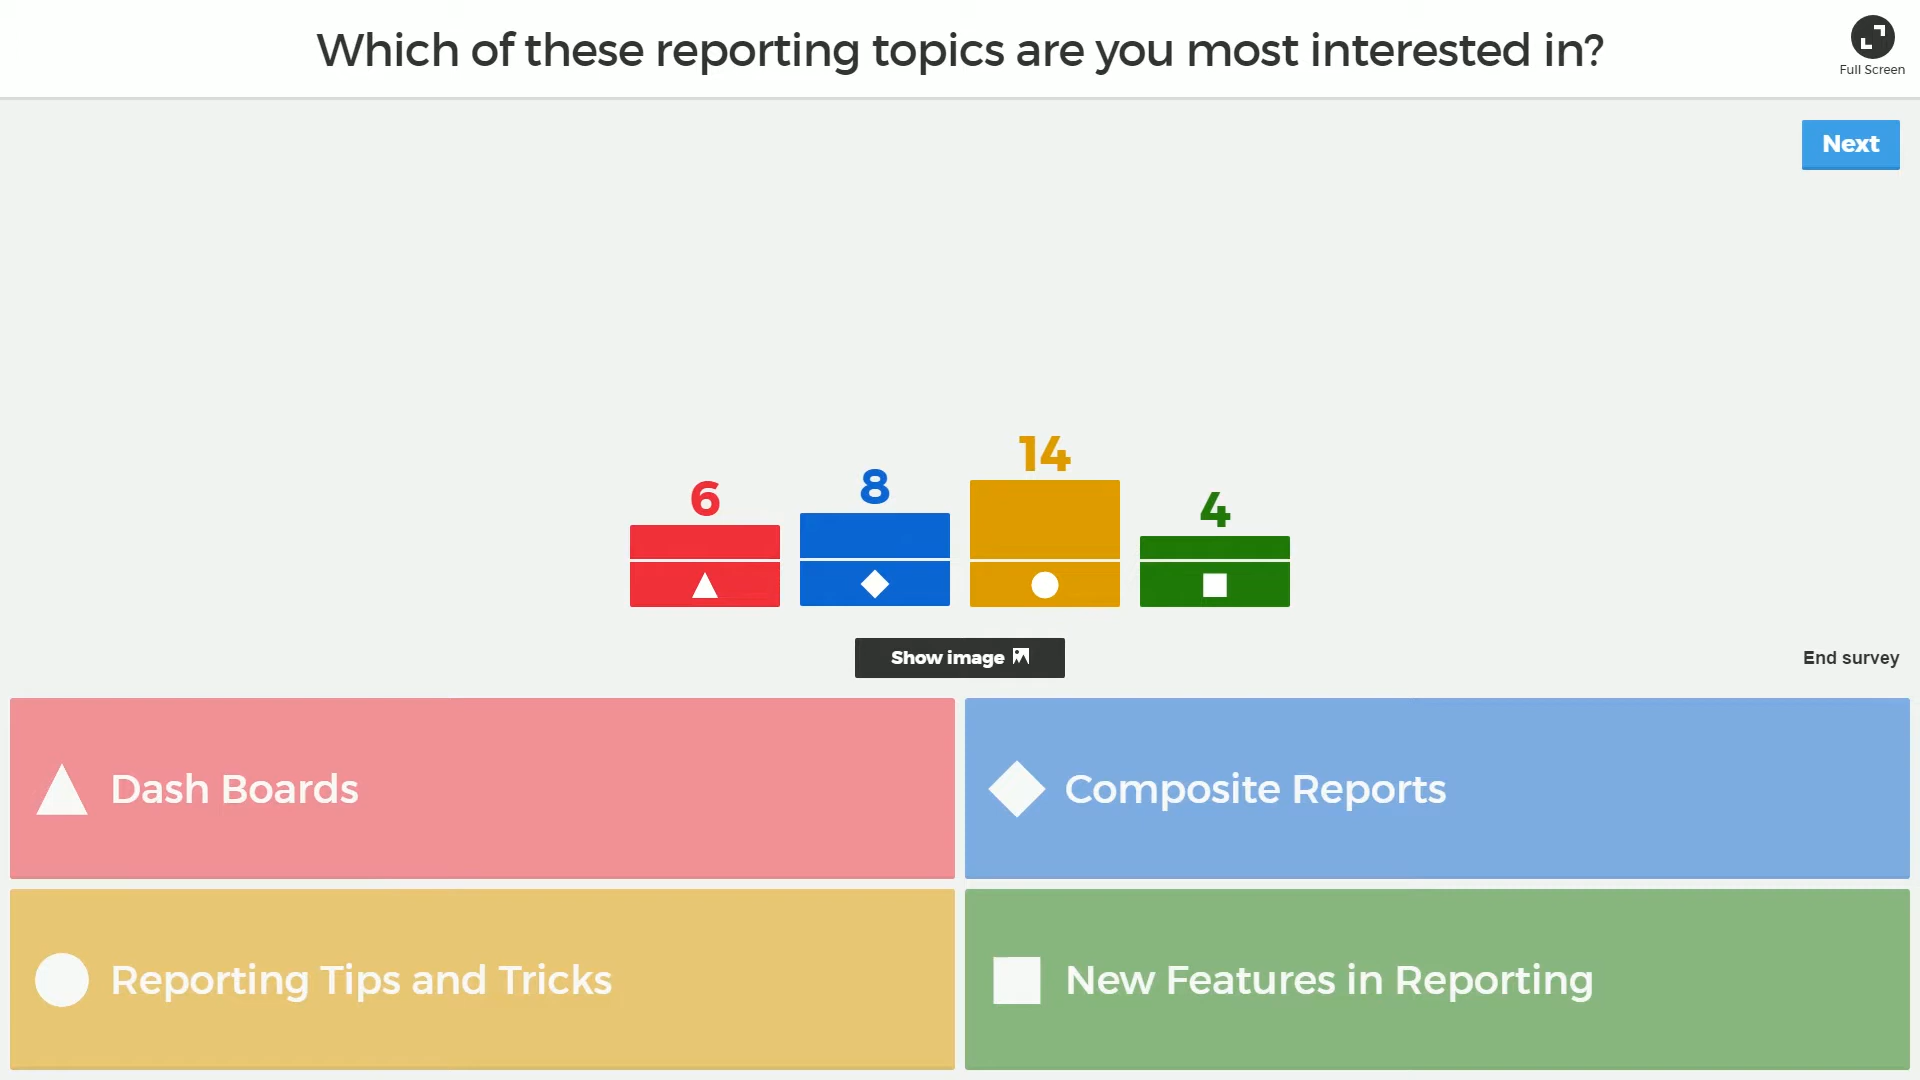 Which of these reporting topics are you most interested in?
Full Screen
Next
6
8
14
4
Show image
End survey
Dash Boards
Composite Reports
Reporting Tips and Tricks
New Features in Reporting